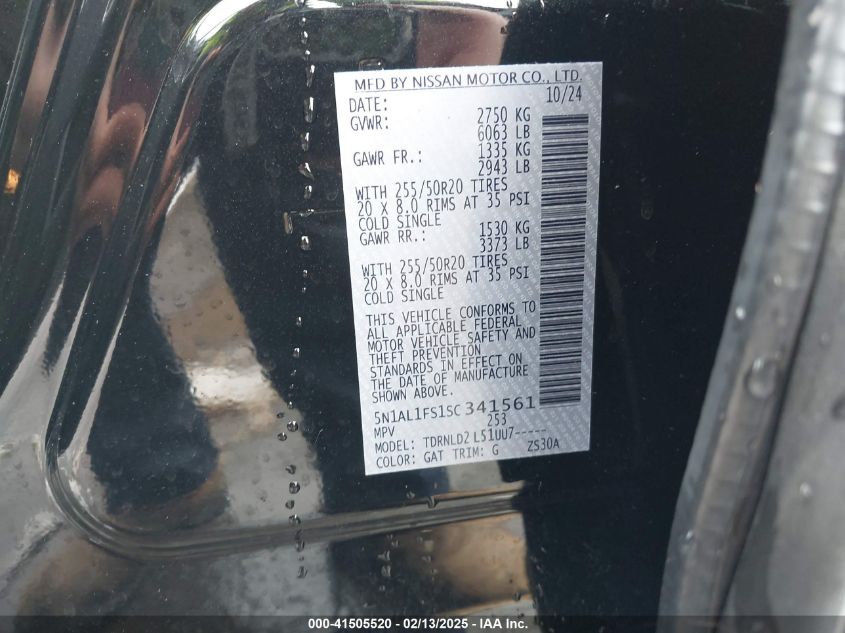 MFD BY NISSAN MOTOR CO., LTD.
DATE: 10/24
GVWR: 2750 KG
6063 LB
GAWR FR.: 1335 KG
2943 LB
WITH 255/50R20 TIRES
20 X 8.0 RIMS AT 35 PSI
COLD SINGLE
GAWR RR.: 1530 KG
3373 LB
WITH 255/50R20 TIRES
20 X 8.0 RIMS AT 35 PSI
COLD SINGLE
THIS VEHICLE CONFORMS TO
ALL APPLICABLE FEDERAL
MOTOR VEHICLE SAFETY AND
THEFT PREVENTION
STANDARDS IN EFFECT ON
THE DATE OF MANUFACTURE
SHOWN ABOVE.
5N1AL1FS1SC341561
MPV 253
MODEL: TDRNLD2 L51UU7-----
COLOR: GAT TRIM: G ZS30A
000-41505520 - 02/13/2025 - IAAI.com